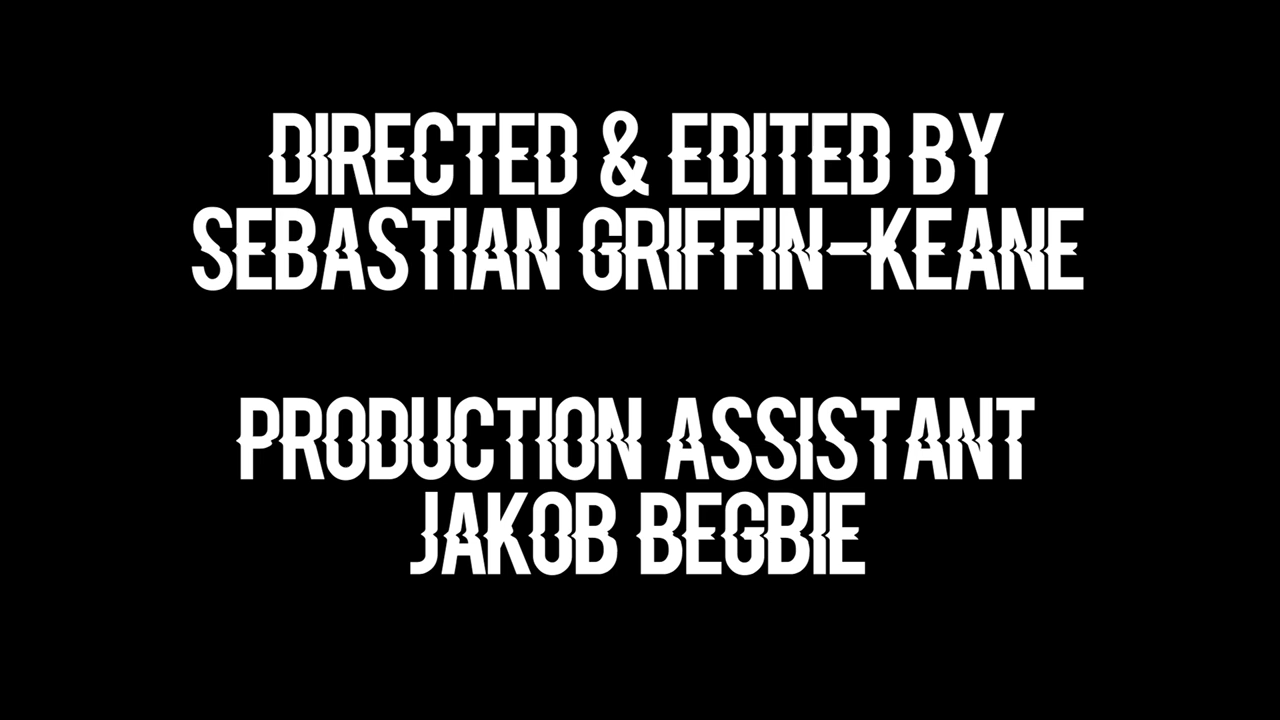 DIRECTED & EDITED BY
SEBASTIAN GRIFFIN-KEANE
PRODUCTION ASSISTANT
JAKOB BEGBIE